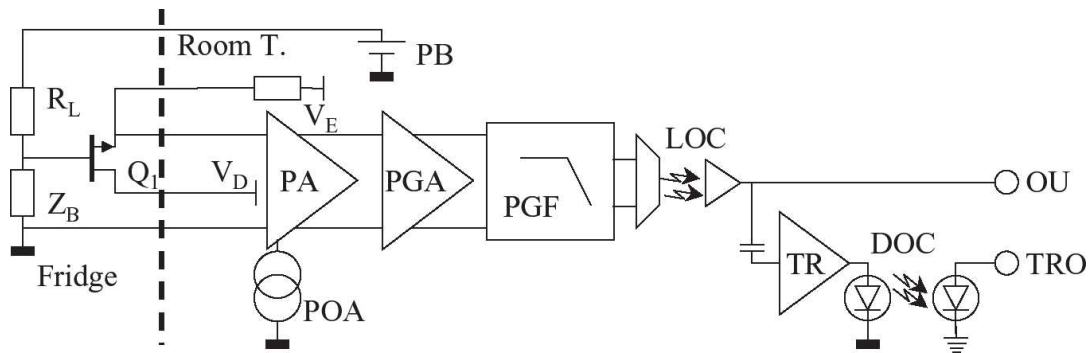 Room T.
PB
R_L
V_E
LOC
Q_1
V_D
PA
PGA
PGF
OU
Z_B
DOC
TR
TRO
Fridge
POA